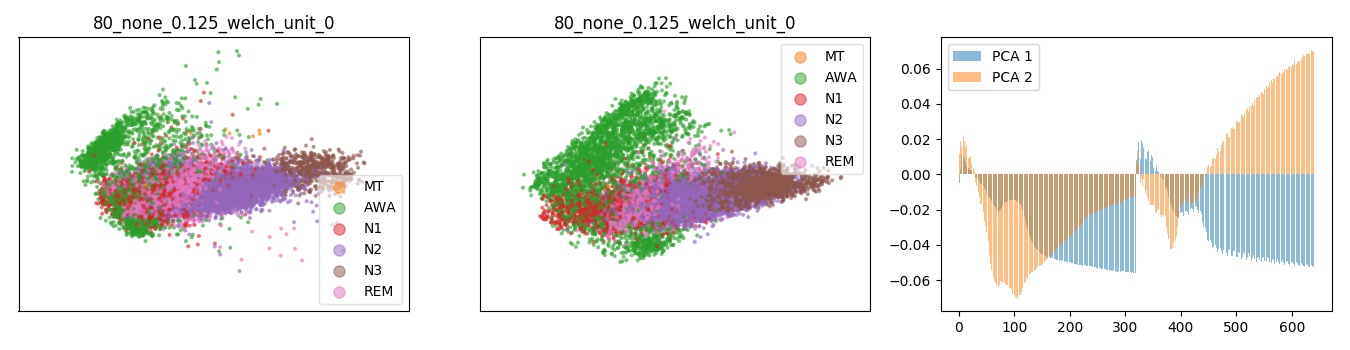 80_none_0.125_welch_unit_0
MT
AWA
N1
N2
N3
REM
80_none_0.125_welch_unit_0
MT
AWA
N1
N2
N3
REM
PCA 1
PCA 2
0.06
0.04
0.02
0.00
−0.02
−0.04
−0.06
0 100 200 300 400 500 600